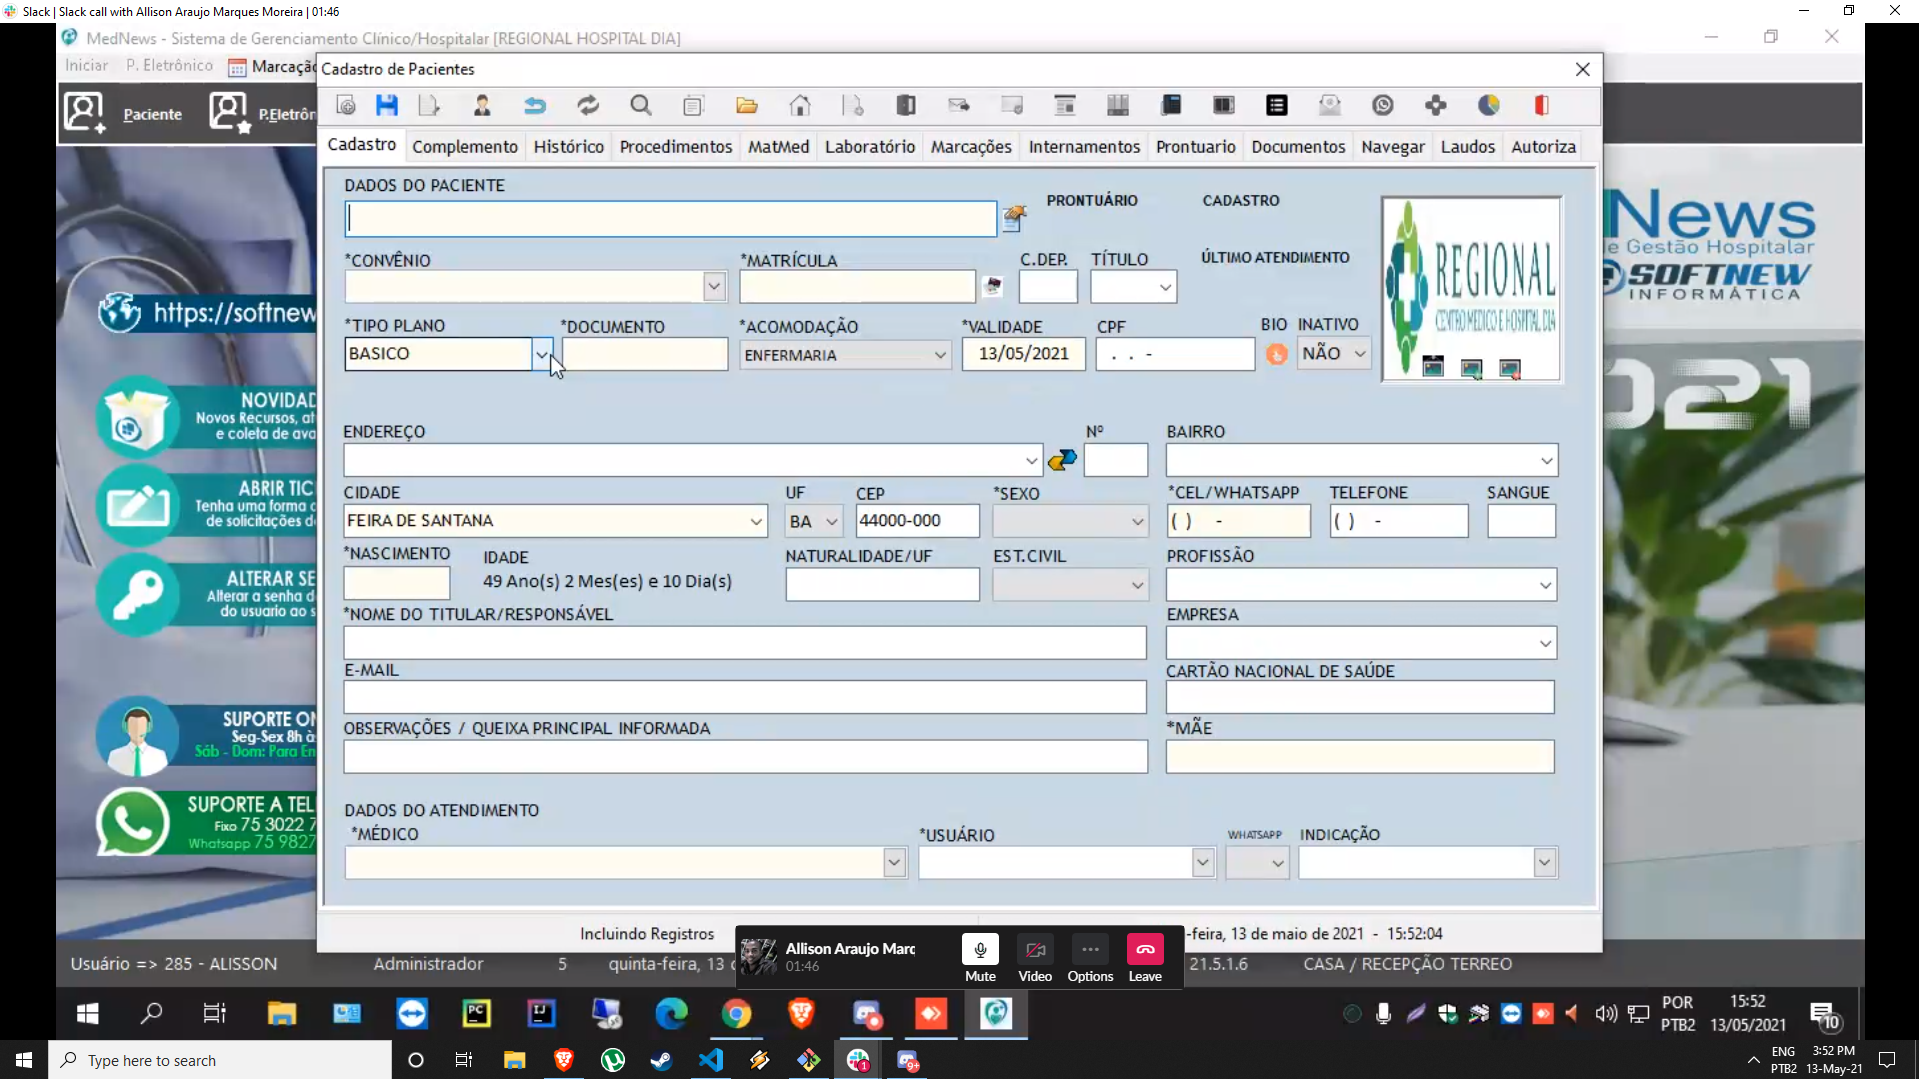 Slack | Slack call with Allison Araujo Marques Moreira | 01:46
MedNews - Sistema de Gerenciamento Clínico/Hospitalar [REGIONAL HOSPITAL DIA]
Iniciar P. Eletrônico Marcação
Cadastro de Pacientes
Paciente P.Eletrôn
Cadastro Complemento Histórico Procedimentos MatMed Laboratório Marcações Internamentos Prontuario Documentos Navegar Laudos Autoriza
DADOS DO PACIENTE
PRONTUÁRIO CADASTRO
*CONVÊNIO *MATRÍCULA C.DEP. TÍTULO ÚLTIMO ATENDIMENTO
REGIONAL
CENTRO MEDICO E HOSPITAL DIA
News
e Gestão Hospitalar
SOFTNEW
INFORMÁTICA
https://softnew
*TIPO PLANO *DOCUMENTO *ACOMODAÇÃO *VALIDADE CPF BIO INATIVO
BASICO ENFERMARIA 13/05/2021 . . - NÃO
2021
NOVIDAD
Novos Recursos, at
e coleta de ava
ENDEREÇO Nº BAIRRO
ABRIR TIC
Tenha uma forma d
de solicitações d
CIDADE UF CEP *SEXO *CEL/WHATSAPP TELEFONE SANGUE
FEIRA DE SANTANA BA 44000-000 ( ) - ( ) -
*NASCIMENTO IDADE NATURALIDADE/UF EST.CIVIL PROFISSÃO
49 Ano(s) 2 Mes(es) e 10 Dia(s)
ALTERAR SE
Alterar a senha d
do usuario ao s
*NOME DO TITULAR/RESPONSÁVEL EMPRESA
E-MAIL CARTÃO NACIONAL DE SAÚDE
OBSERVAÇÕES / QUEIXA PRINCIPAL INFORMADA *MÃE
SUPORTE ON
Seg-Sex 8h às
Sáb - Dom: Para Em
SUPORTE A TEL
Fixo 75 3022 7
Whatsapp 75 9827
DADOS DO ATENDIMENTO
*MÉDICO *USUÁRIO WHATSAPP INDICAÇÃO
Incluindo Registros -feira, 13 de maio de 2021 - 15:52:04
Allison Araujo Marq
01:46
Mute Video Options Leave
Usuário => 285 - ALISSON Administrador 5 quinta-feira, 13 d 21.5.1.6 CASA / RECEPÇÃO TERREO
PC IJ
POR
PTB2
15:52
13/05/2021
10
Type here to search
1 9+
ENG
PTB2
3:52 PM
13-May-21